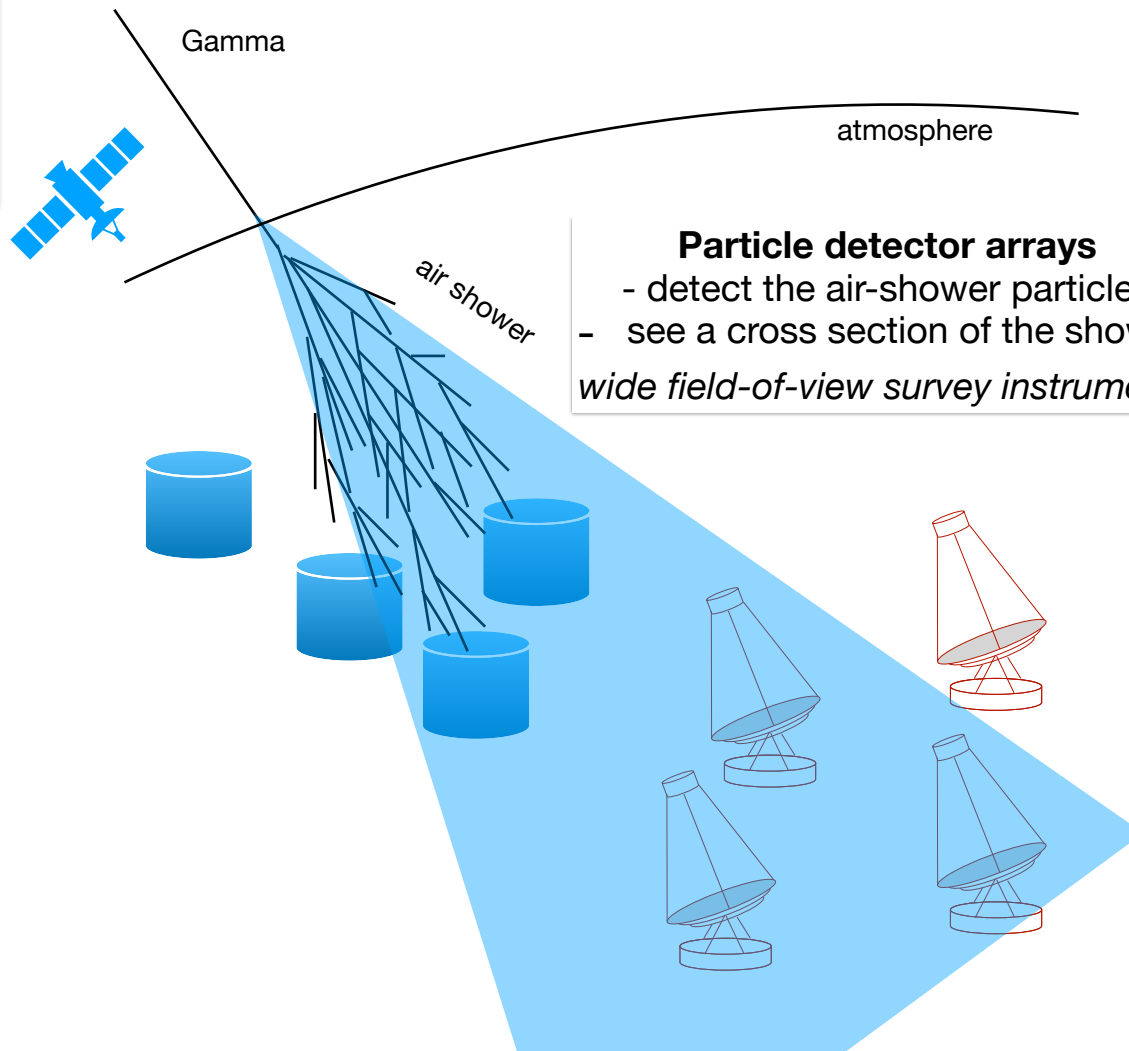 Gamma
atmosphere
air shower
Particle detector arrays
- detect the air-shower particle
- see a cross section of the show
wide field-of-view survey instrume